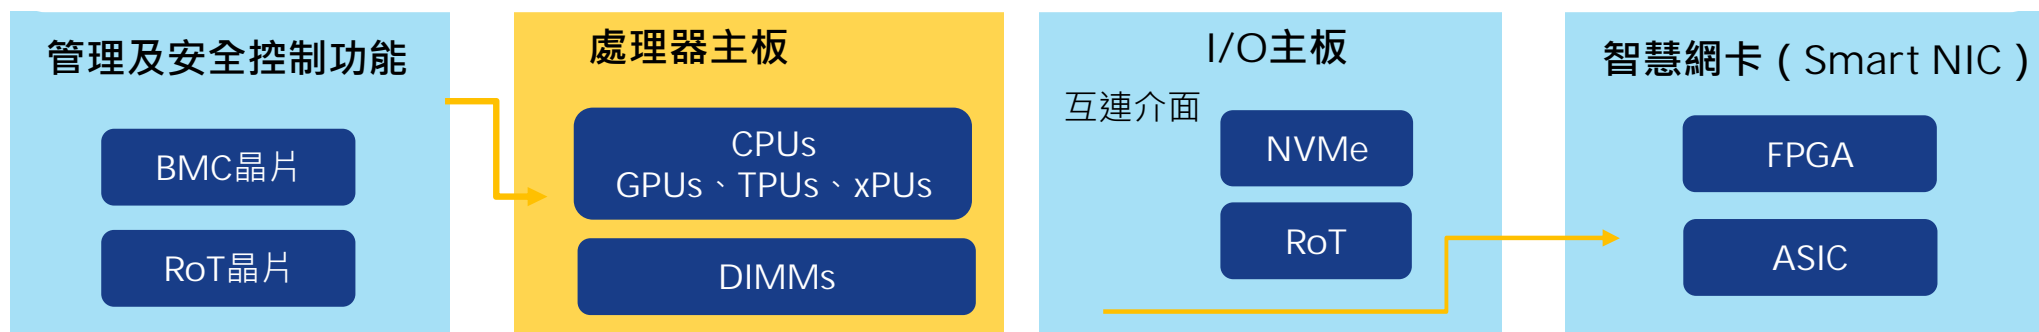 管理及安全控制功能
BMC晶片
RoT晶片
處理器主板
CPUs
GPUs、TPUs、xPUs
DIMMs
I/O主板
互連介面
NVMe
RoT
智慧網卡（Smart NIC）
FPGA
ASIC